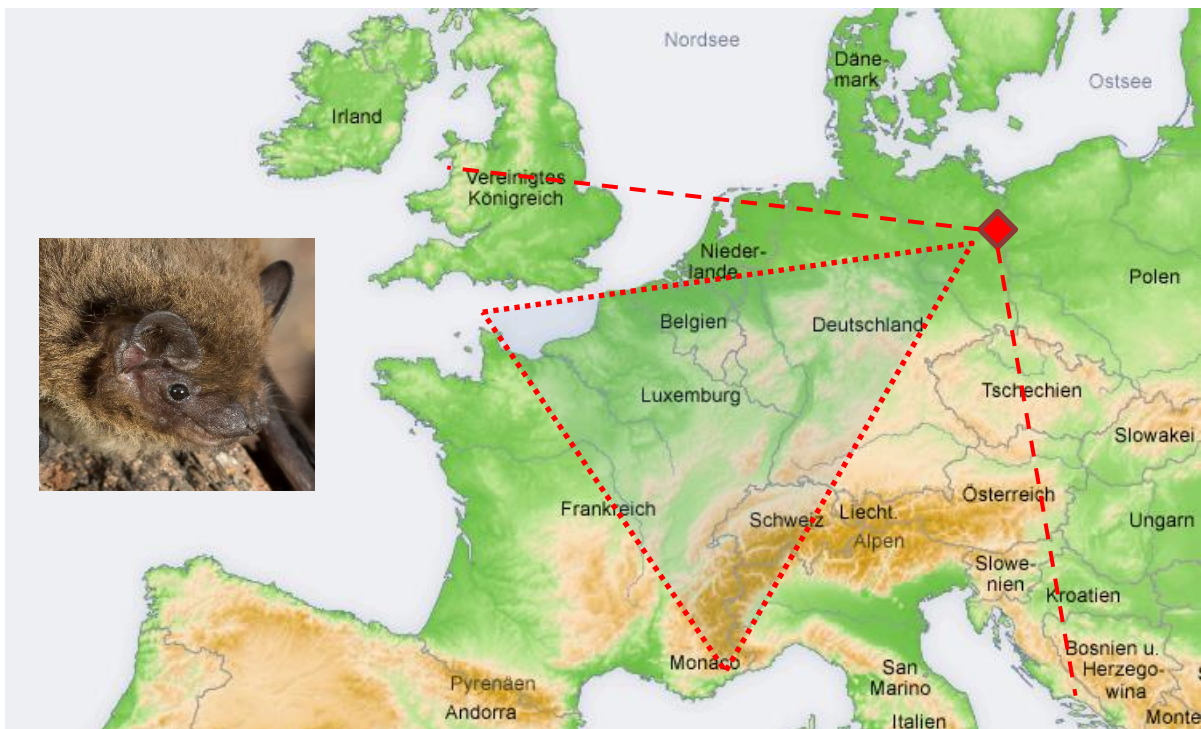 Nordsee
Däne-
mark
Ostsee
Irland
Vereinigtes
Königreich
Nieder-
lande
Polen
Belgien
Deutschland
Luxemburg
Tschechien
Slowakei
Frankreich
Schweiz
Liecht.
Österreich
Ungarn
Alpen
Slowe-
nien
Kroatien
Monaco
Bosnien u.
Herzego-
wina
San
Marino
Pyrenäen
Andorra
Italien
Monte